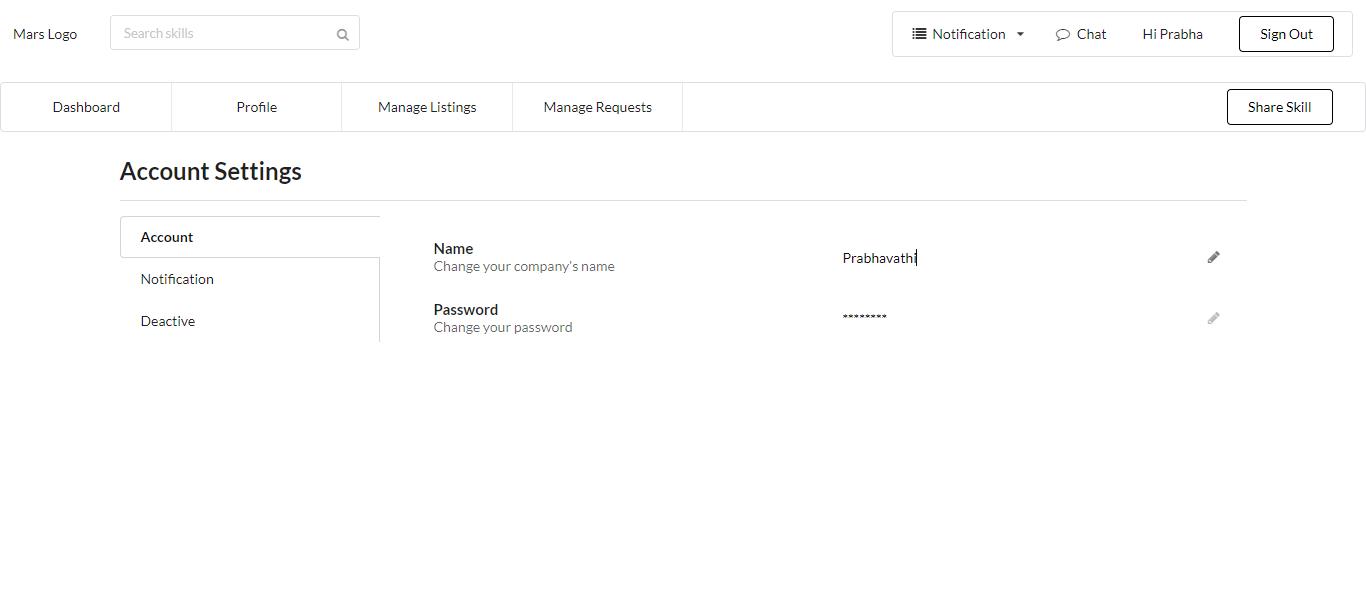 Mars Logo
Search skills
Notification
Chat
Hi Prabha
Sign Out
Dashboard
Profile
Manage Listings
Manage Requests
Share Skill
Account Settings
Account
Notification
Deactive
Name
Change your company's name
Prabhavathi
Password
Change your password
********